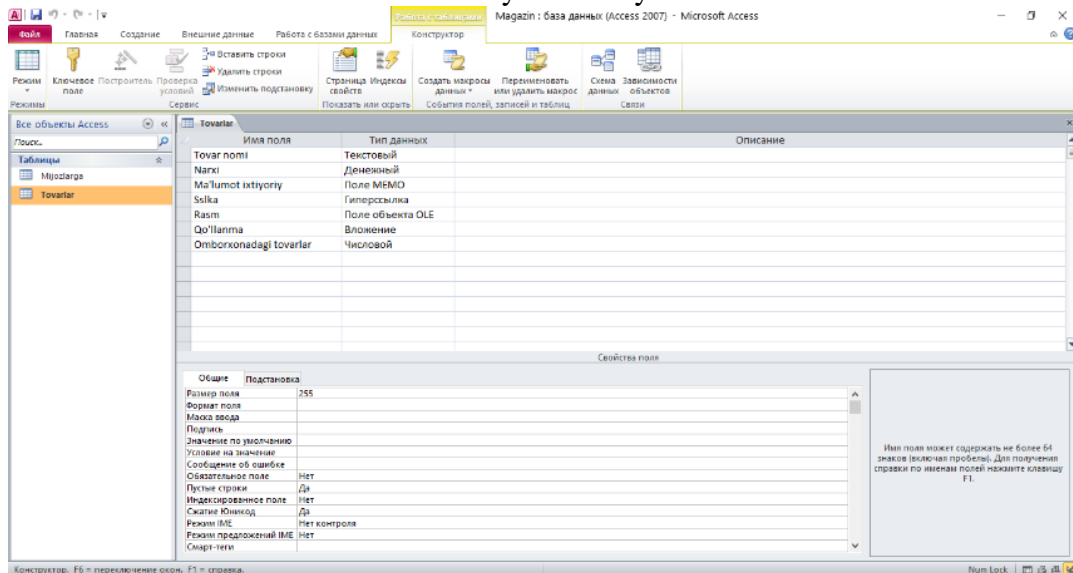 Работа с таблицами
Magazin : база данных (Access 2007) - Microsoft Access
Файл Главная Создание Внешние данные Работа с базами данных Конструктор
Режим
Ключевое поле
Построитель
Проверка условий
Вставить строки
Удалить строки
Изменить подстановку
Страница свойств
Индексы
Создать макросы данных
Переименовать или удалить макрос
Схема данных
Зависимости объектов
Режимы Сервис Показать или скрыть События полей, записей и таблиц Связи
Все объекты Access
Поиск...
Таблицы
Mijozlarga
Tovarlar
Tovarlar
Имя поля Тип данных Описание
Tovar nomi Текстовый
Narxi Денежный
Ma'lumot ixtiyoriy Поле МЕМО
Sslka Гиперссылка
Rasm Поле объекта OLE
Qo'llanma Вложение
Omborxonadagi tovarlar Числовой
Свойства поля
Общие Подстановка
Размер поля 255
Формат поля
Маска ввода
Подпись
Значение по умолчанию
Условие на значение
Сообщение об ошибке
Обязательное поле Нет
Пустые строки Да
Индексированное поле Нет
Сжатие Юникод Да
Режим IME Нет контроля
Режим предложений IME Нет
Смарт-теги
Имя поля может содержать не более 64
знаков (включая пробелы). Для получения
справки по именам полей нажмите клавишу
F1.
Конструктор. F6 = переключение окон. F1 = справка.
Num Lock